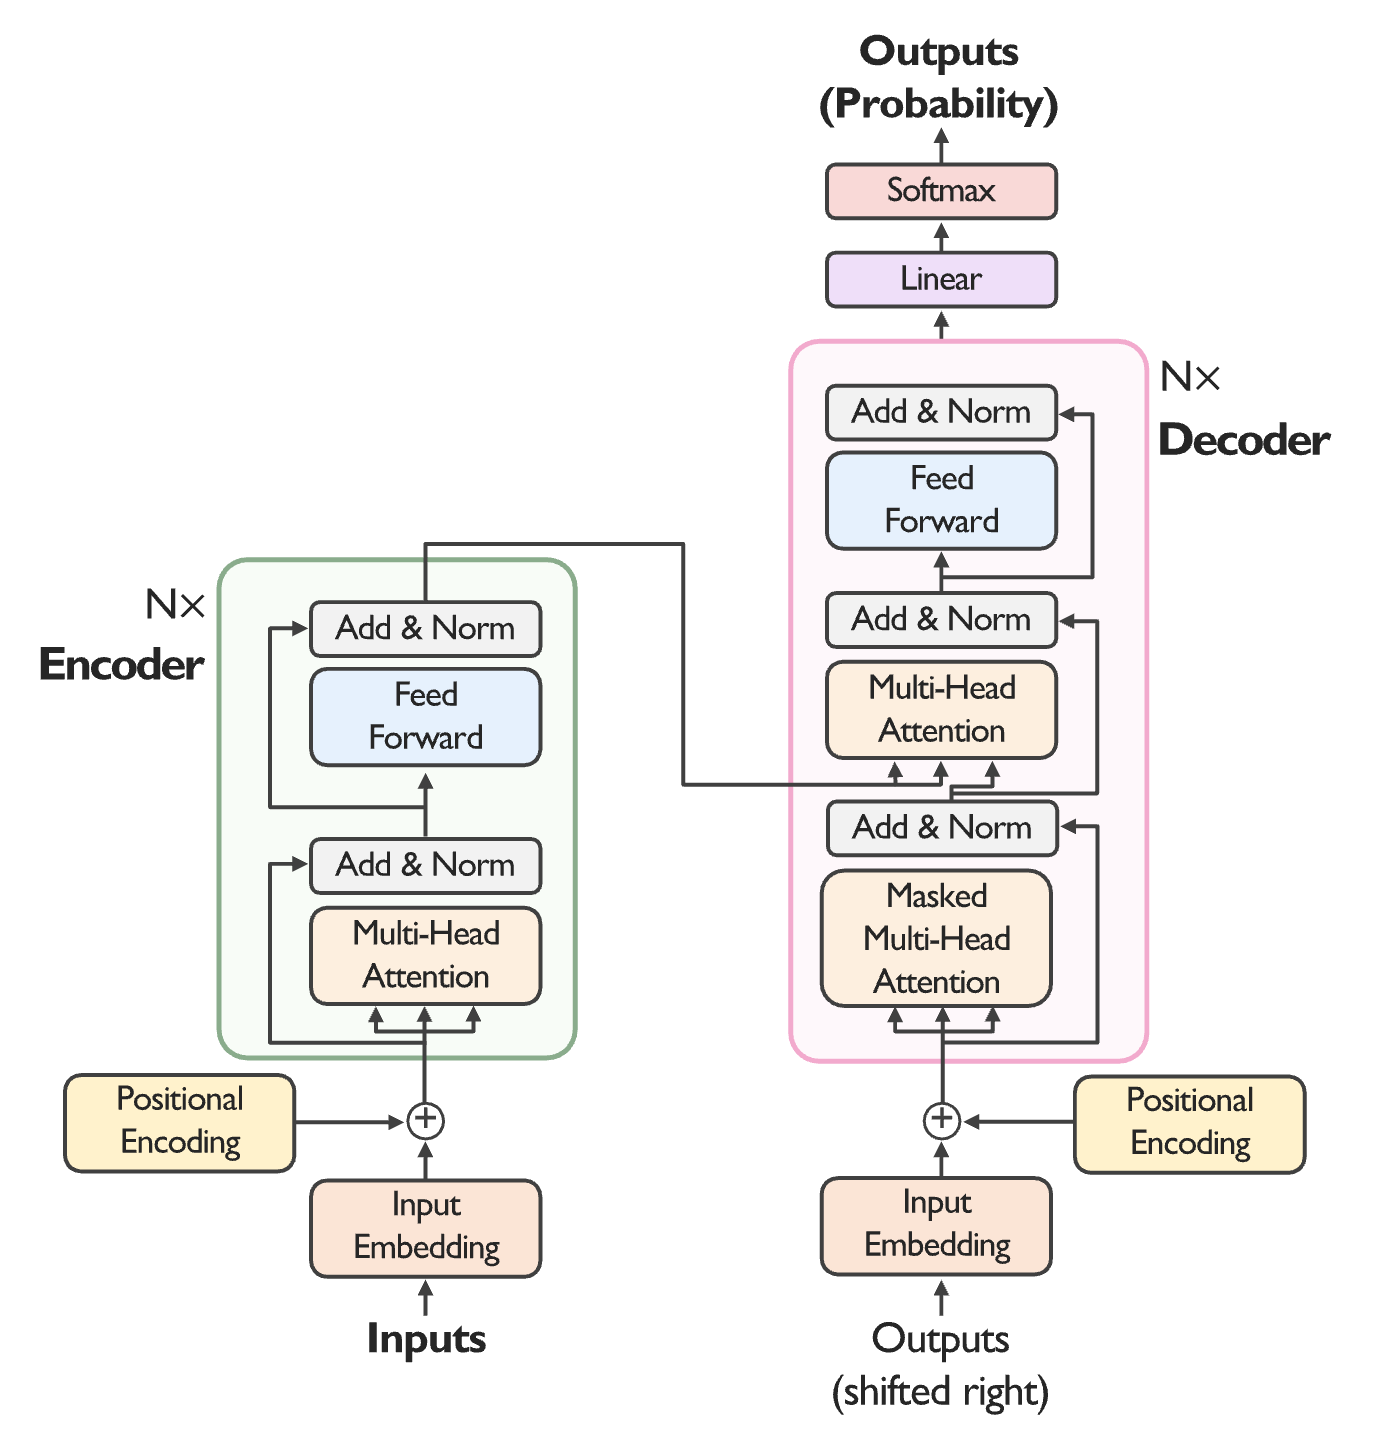 Outputs
(Probability)
Softmax
Linear
N×
Decoder
Add & Norm
Feed
Forward
Add & Norm
Multi-Head
Attention
Add & Norm
Masked
Multi-Head
Attention
N×
Encoder
Add & Norm
Feed
Forward
Add & Norm
Multi-Head
Attention
Positional
Encoding
+
Input
Embedding
Inputs
+
Positional
Encoding
Input
Embedding
Outputs
(shifted right)